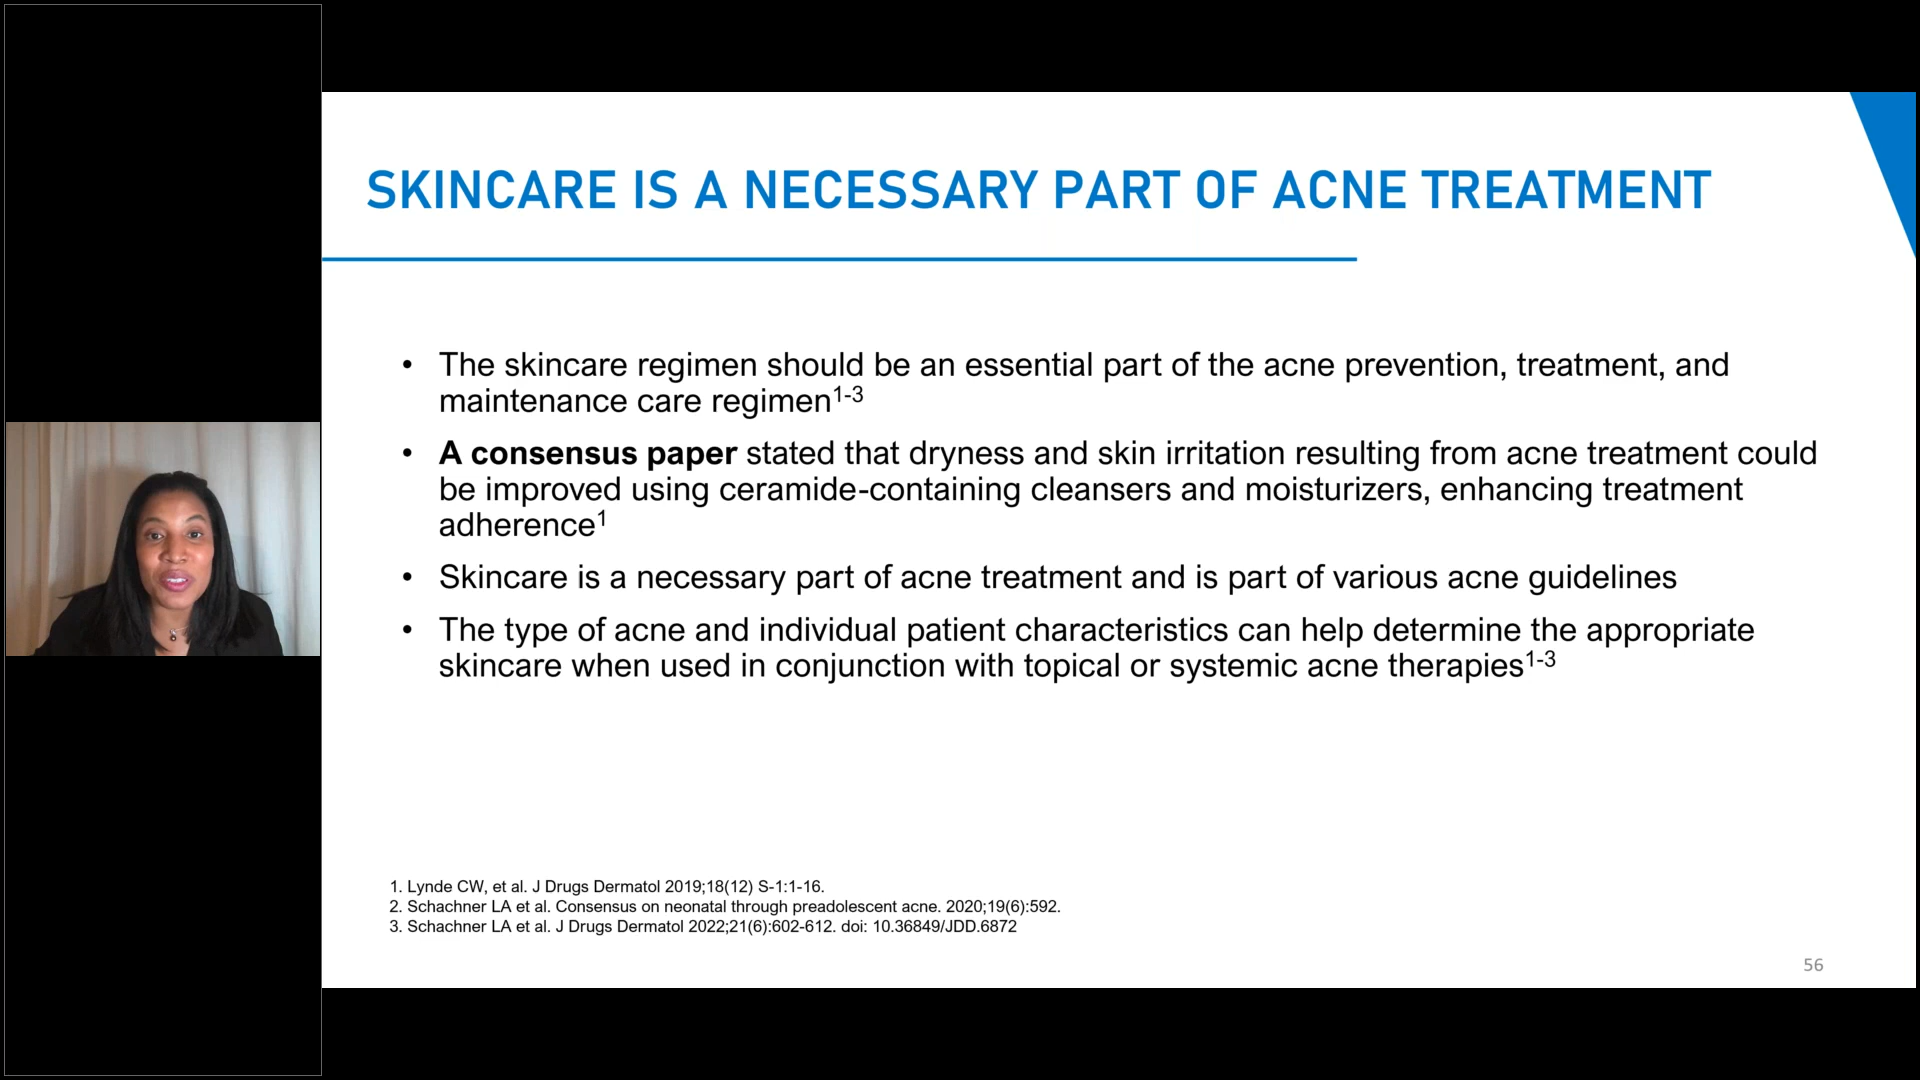 SKINCARE IS A NECESSARY PART OF ACNE TREATMENT
• The skincare regimen should be an essential part of the acne prevention, treatment, and
maintenance care regimen1-3
• A consensus paper stated that dryness and skin irritation resulting from acne treatment could
be improved using ceramide-containing cleansers and moisturizers, enhancing treatment
adherence1
• Skincare is a necessary part of acne treatment and is part of various acne guidelines
• The type of acne and individual patient characteristics can help determine the appropriate
skincare when used in conjunction with topical or systemic acne therapies1-3
1. Lynde CW, et al. J Drugs Dermatol 2019;18(12) S-1:1-16.
2. Schachner LA et al. Consensus on neonatal through preadolescent acne. 2020;19(6):592.
3. Schachner LA et al. J Drugs Dermatol 2022;21(6):602-612. doi: 10.36849/JDD.6872
56